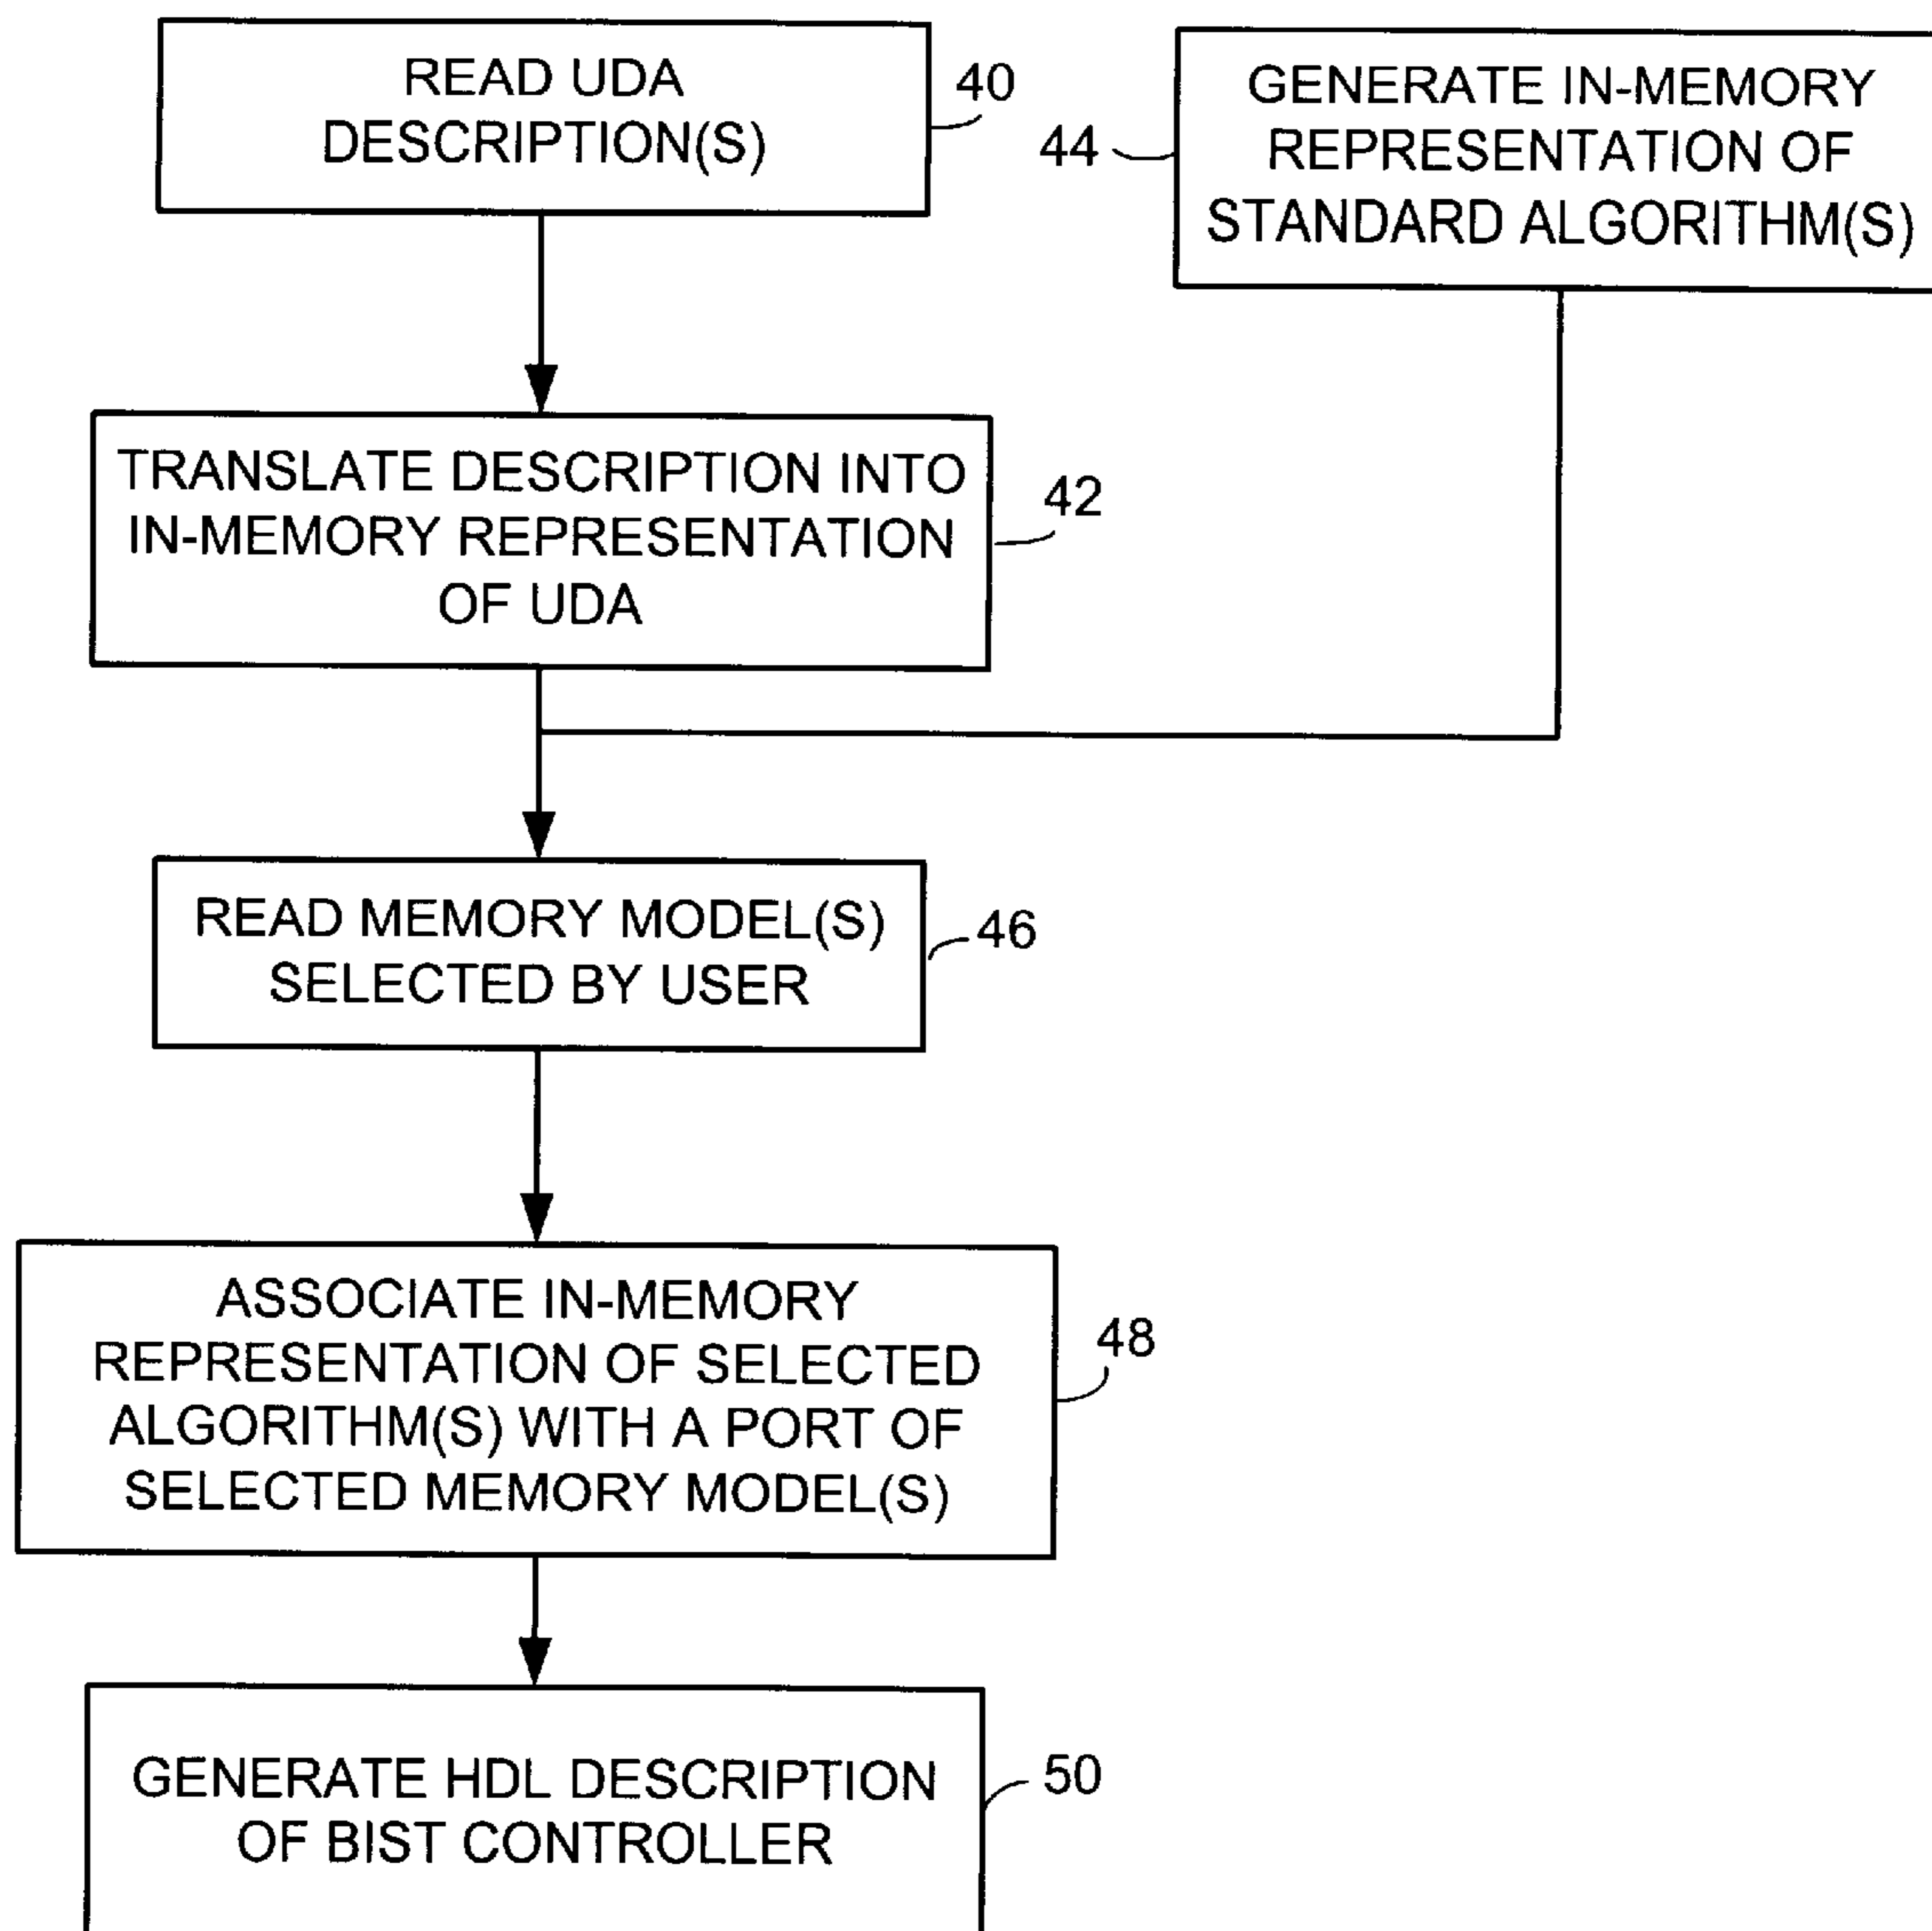 READ UDA
DESCRIPTION(S)
40
44
GENERATE IN-MEMORY
REPRESENTATION OF
STANDARD ALGORITHM(S)
TRANSLATE DESCRIPTION INTO
IN-MEMORY REPRESENTATION
OF UDA
42
READ MEMORY MODEL(S)
SELECTED BY USER
46
ASSOCIATE IN-MEMORY
REPRESENTATION OF SELECTED
ALGORITHM(S) WITH A PORT OF
SELECTED MEMORY MODEL(S)
48
GENERATE HDL DESCRIPTION
OF BIST CONTROLLER
50